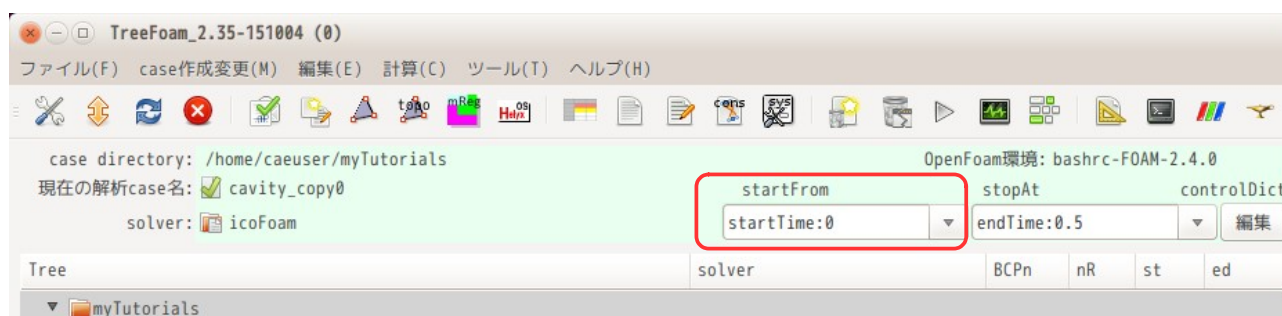 TreeFoam_2.35-151004 (0)
ファイル(F) case作成変更(M) 編集(E) 計算(C) ツール(T) ヘルプ(H)
topo mReg Helyx OS cons sys
case directory: /home/caeuser/myTutorials OpenFoam環境: bashrc-FOAM-2.4.0
現在の解析case名: cavity_copy0 startFrom stopAt controlDict
solver: icoFoam startTime:0 endTime:0.5 編集
Tree solver BCPn nR st ed
myTutorials